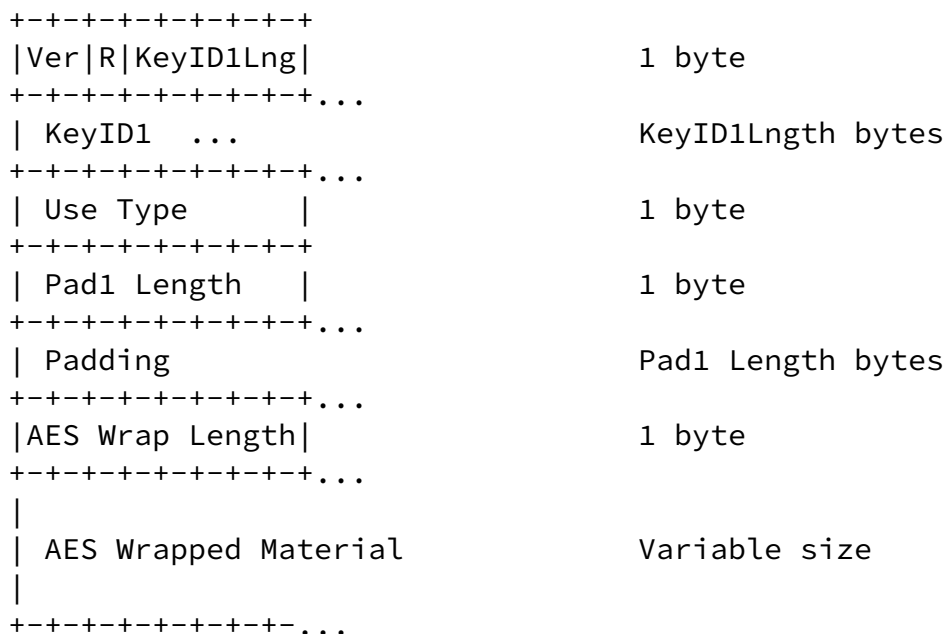 +-+-+-+-+-+-+-+-+
|Ver|R|KeyID1Lng|                   1 byte
+-+-+-+-+-+-+-+-+...
| KeyID1  ...                       KeyID1Lngth bytes
+-+-+-+-+-+-+-+-+...
| Use Type      |                   1 byte
+-+-+-+-+-+-+-+-+
| Pad1 Length   |                   1 byte
+-+-+-+-+-+-+-+-+...
| Padding                           Pad1 Length bytes
+-+-+-+-+-+-+-+-+...
|AES Wrap Length|                   1 byte
+-+-+-+-+-+-+-+-+...
|
| AES Wrapped Material              Variable size
|
+-+-+-+-+-+-+-+-...